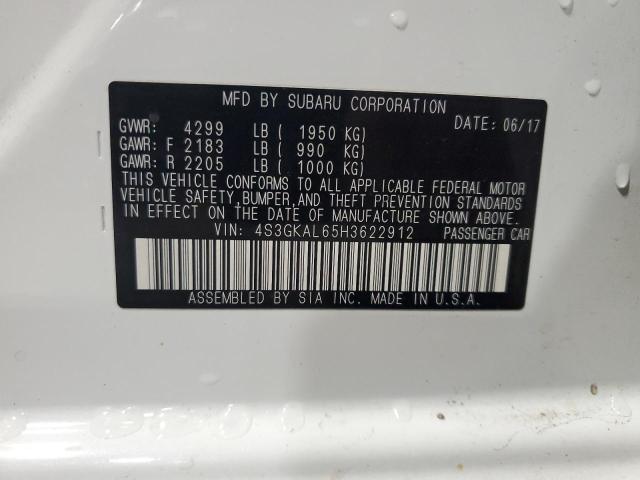 MFD BY SUBARU CORPORATION
DATE: 06/17
GVWR: 4299 LB ( 1950 KG)
GAWR: F 2183 LB ( 990 KG)
GAWR: R 2205 LB ( 1000 KG)
THIS VEHICLE CONFORMS TO ALL APPLICABLE FEDERAL MOTOR
VEHICLE SAFETY, BUMPER, AND THEFT PREVENTION STANDARDS
IN EFFECT ON THE DATE OF MANUFACTURE SHOWN ABOVE.
VIN: 4S3GKAL65H3622912 PASSENGER CAR
ASSEMBLED BY SIA INC. MADE IN U.S.A.